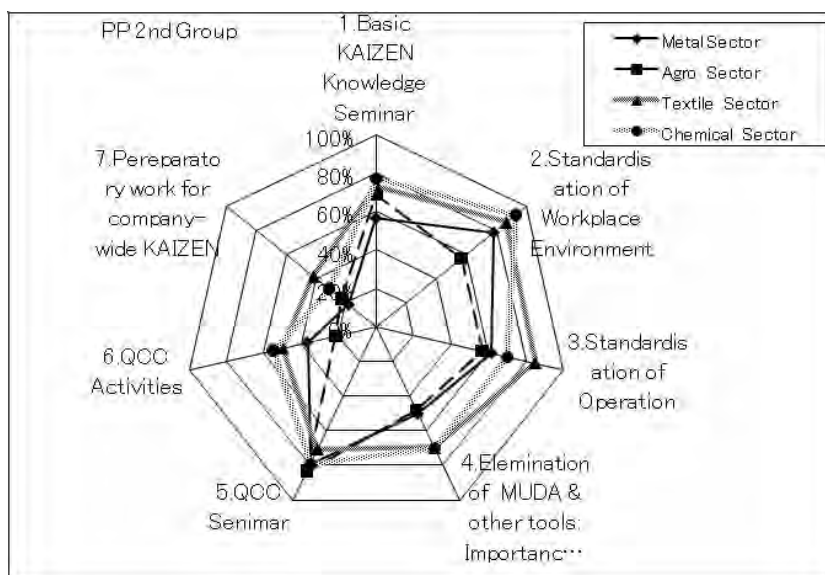 PP 2nd Group
1.Basic
KAIZEN
Knowledge
Seminar
Metal Sector
Agro Sector
Textile Sector
Chemical Sector
100%
80%
60%
40%
20%
0%
2.Standardis
ation of
Workplace
Environment.
3.Standardis
ation of
Operation
4.Elemination
of MUDA &
other tools:
Importanc…
5.QCC
Senimar
6.QCC
Activities
7.Pereparato
ry work for
company-
wide KAIZEN